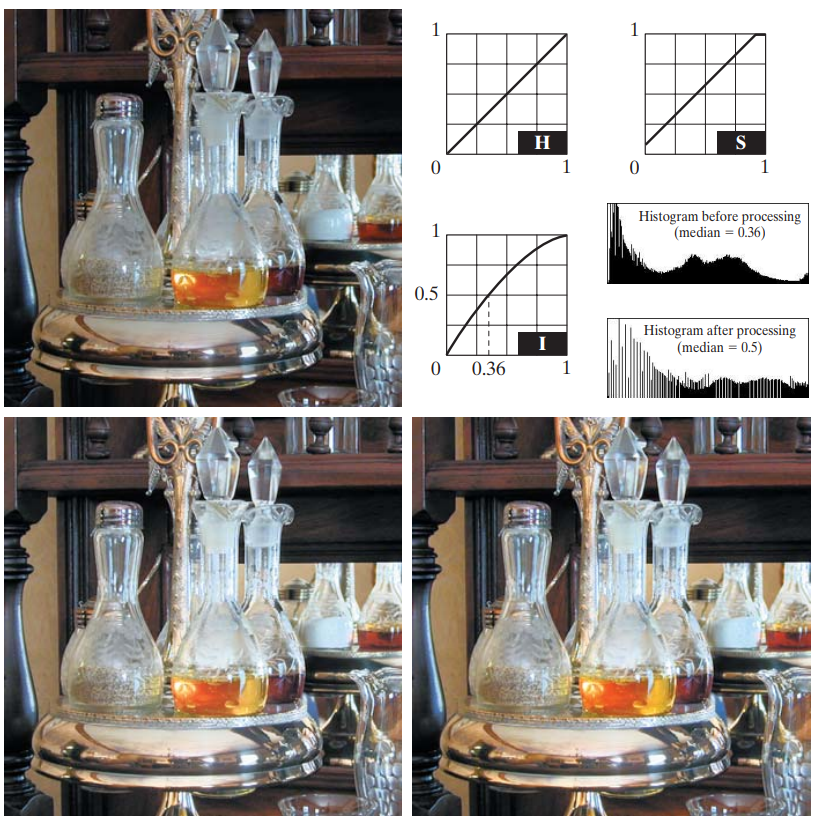 1
H
0
1
1
S
0
1
1
0.5
I
0
0.36
1
Histogram before processing
(median = 0.36)
Histogram after processing
(median = 0.5)